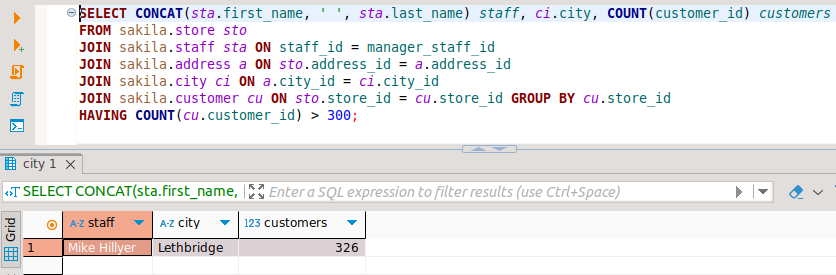 SELECT CONCAT(sta.first_name, ' ', sta.last_name) staff, ci.city, COUNT(customer_id) customers
FROM sakila.store sto
JOIN sakila.staff sta ON staff_id = manager_staff_id
JOIN sakila.address a ON sto.address_id = a.address_id
JOIN sakila.city ci ON a.city_id = ci.city_id
JOIN sakila.customer cu ON sto.store_id = cu.store_id GROUP BY cu.store_id
HAVING COUNT(cu.customer_id) > 300;
city 1
SELECT CONCAT(sta.first_name, Enter a SQL expression to filter results (use Ctrl+Space)
Grid
A-Z staff A-Z city 123 customers
1 Mike Hillyer Lethbridge 326